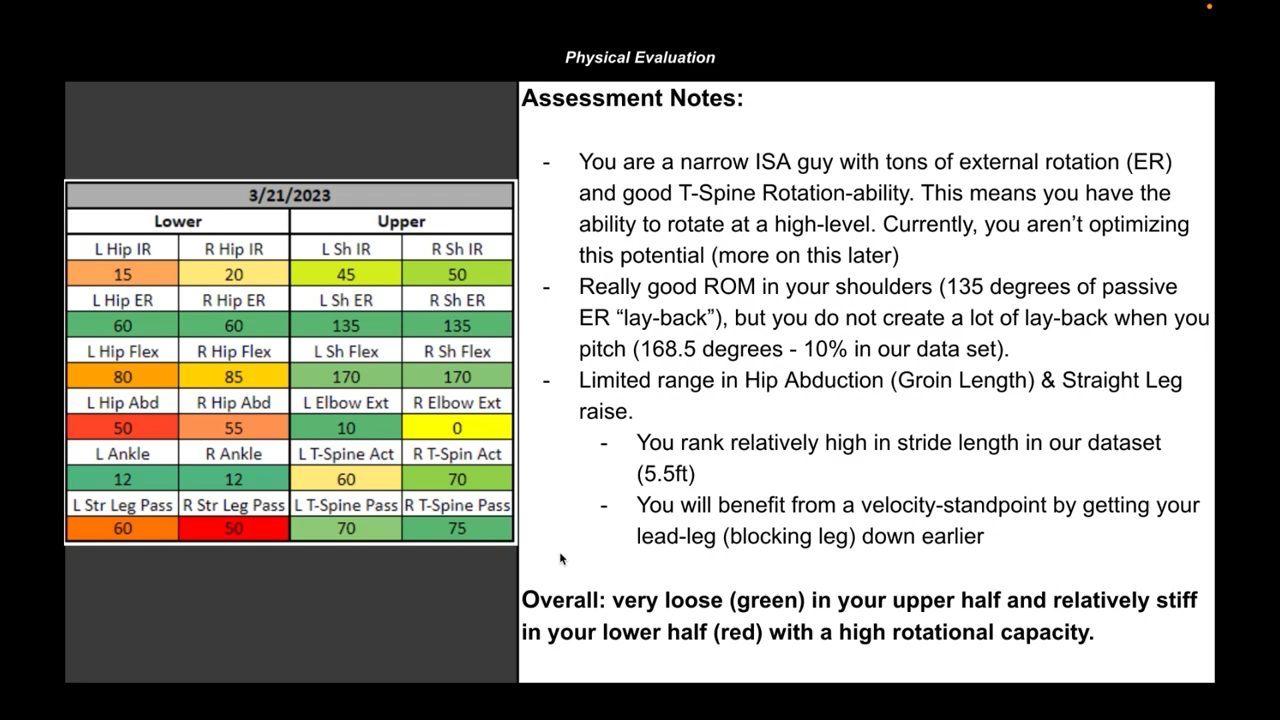 Physical Evaluation
3/21/2023
Lower Upper
L Hip IR R Hip IR L Sh IR R Sh IR
15 20 45 50
L Hip ER R Hip ER L Sh ER R Sh ER
60 60 135 135
L Hip Flex R Hip Flex L Sh Flex R Sh Flex
80 85 170 170
L Hip Abd R Hip Abd L Elbow Ext R Elbow Ext
50 55 10 0
L Ankle R Ankle L T-Spine Act R T-Spin Act
12 12 60 70
L Str Leg Pass R Str Leg Pass L T-Spine Pass R T-Spine Pass
60 50 70 75
Assessment Notes:
- You are a narrow ISA guy with tons of external rotation (ER)
and good T-Spine Rotation-ability. This means you have the
ability to rotate at a high-level. Currently, you aren’t optimizing
this potential (more on this later)
- Really good ROM in your shoulders (135 degrees of passive
ER “lay-back”), but you do not create a lot of lay-back when you
pitch (168.5 degrees - 10% in our data set).
- Limited range in Hip Abduction (Groin Length) & Straight Leg
raise.
- You rank relatively high in stride length in our dataset
(5.5ft)
- You will benefit from a velocity-standpoint by getting your
lead-leg (blocking leg) down earlier
Overall: very loose (green) in your upper half and relatively stiff
in your lower half (red) with a high rotational capacity.